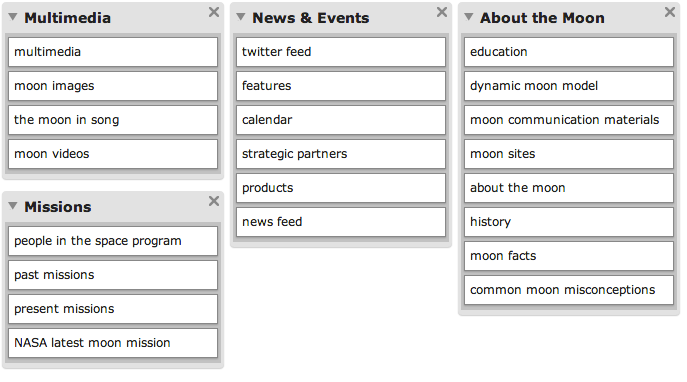 Multimedia
multimedia
moon images
the moon in song
moon videos
Missions
people in the space program
past missions
present missions
NASA latest moon mission
News & Events
twitter feed
features
calendar
strategic partners
products
news feed
About the Moon
education
dynamic moon model
moon communication materials
moon sites
about the moon
history
moon facts
common moon misconceptions